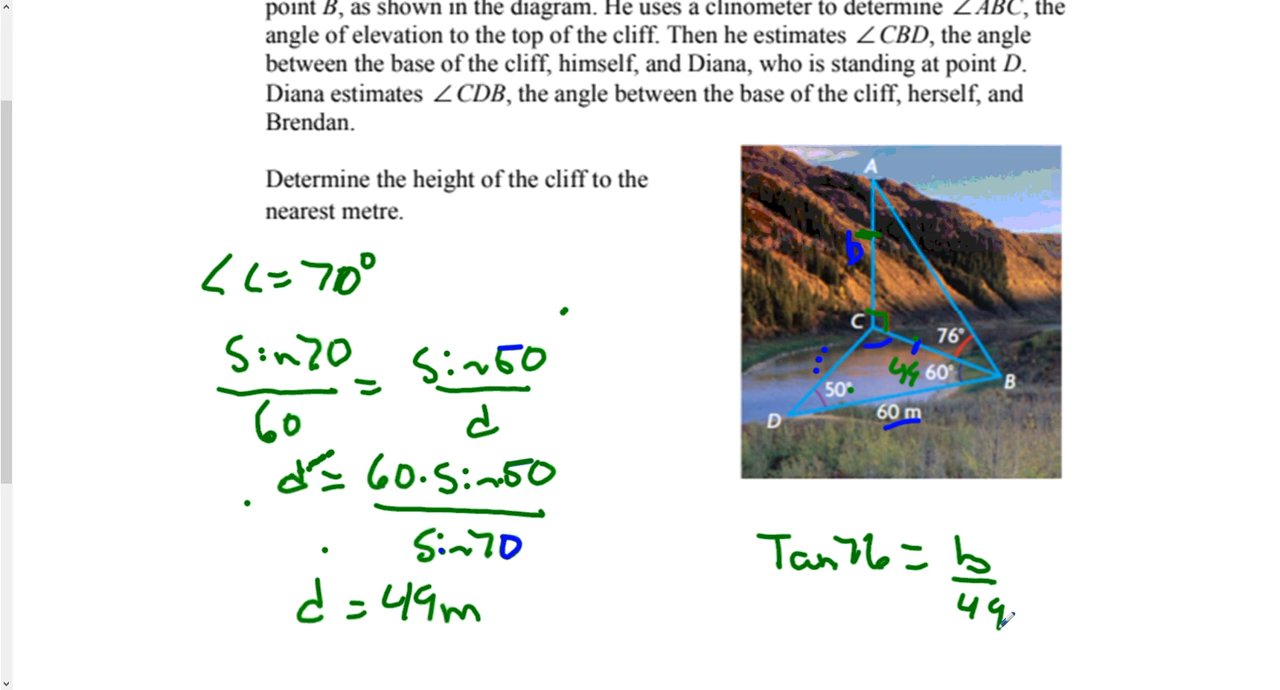 point B, as shown in the diagram. He uses a clinometer to determine ∠ABC, the
angle of elevation to the top of the cliff. Then he estimates ∠CBD, the angle
between the base of the cliff, himself, and Diana, who is standing at point D.
Diana estimates ∠CDB, the angle between the base of the cliff, herself, and
Brendan.
Determine the height of the cliff to the
nearest metre.
∠C=70°
Sin70
60
=
Sin50
d
d = 60·Sin50
Sin70
d = 49m
A
b
C
76°
49
60°
B
50°
60 m
D
Tan76 = b
49